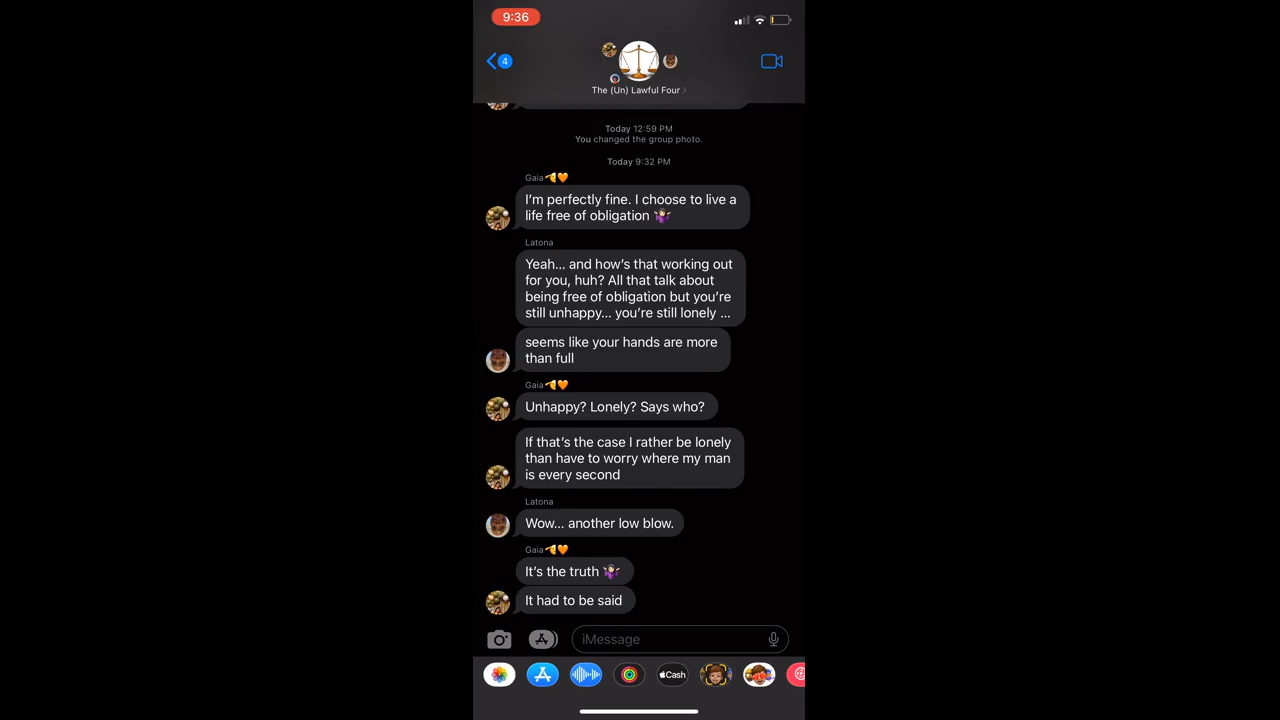 9:36
4
The (Un) Lawful Four
Today 12:59 PM
You changed the group photo.
Today 9:32 PM
Gaia🫰🧡
I’m perfectly fine. I choose to live a
life free of obligation 🤷🏻‍♀️
Latona
Yeah... and how’s that working out
for you, huh? All that talk about
being free of obligation but you’re
still unhappy... you’re still lonely ...
seems like your hands are more
than full
Gaia🫰🧡
Unhappy? Lonely? Says who?
If that’s the case I rather be lonely
than have to worry where my man
is every second
Latona
Wow... another low blow.
Gaia🫰🧡
It’s the truth 🤷🏻‍♀️
It had to be said
iMessage
Cash